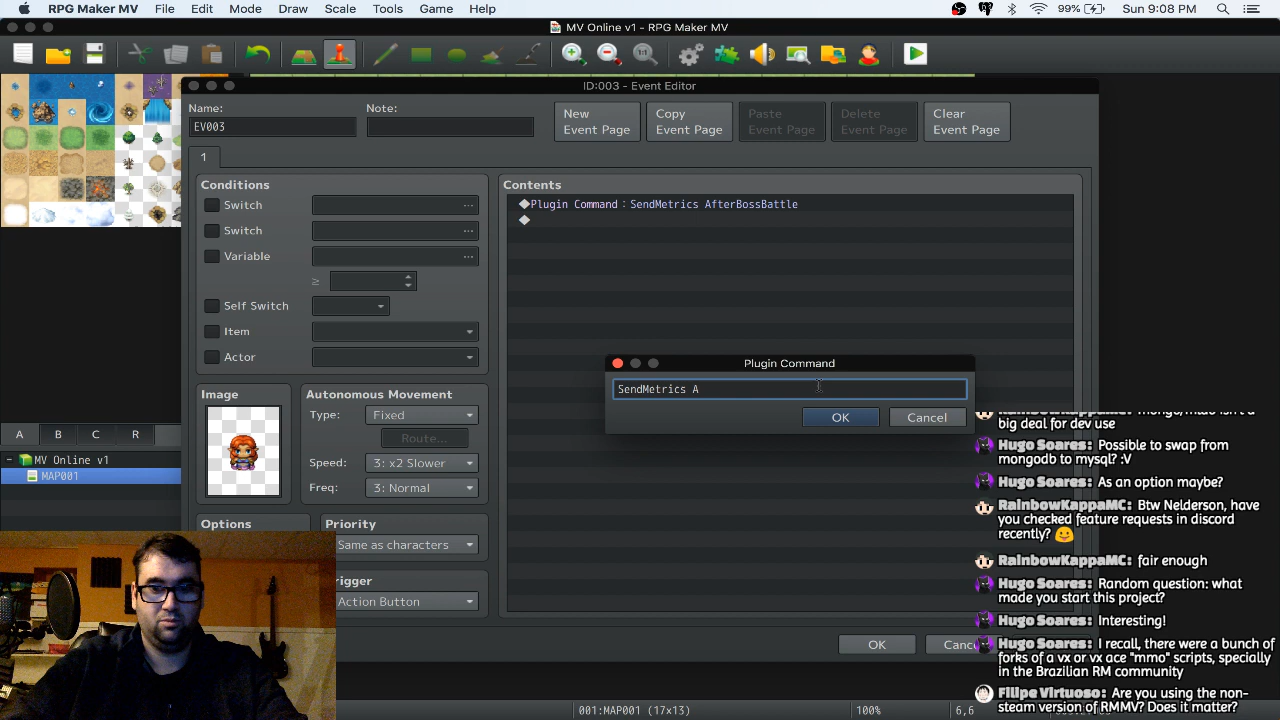 RPG Maker MV File Edit Mode Draw Scale Tools Game Help 99% Sun 9:08 PM
MV Online v1 - RPG Maker MV
ID:003 - Event Editor
Name: Note:
EV003
New Event Page
Copy Event Page
Paste Event Page
Delete Event Page
Clear Event Page
1
Conditions
Switch ...
Switch ...
Variable ...
≥
Self Switch
Item
Actor
Image
Autonomous Movement
Type: Fixed
Route...
Speed: 3: x2 Slower
Freq: 3: Normal
Options
Priority
Same as characters
Trigger
Action Button
Contents
◆Plugin Command：SendMetrics AfterBossBattle
◆
Plugin Command
SendMetrics A
OK Cancel
OK Canc
A B C R
MV Online v1
MAP001
001:MAP001 (17x13) 100% 6,6
RainbowKappaMC: mongo/mlab isn't a
big deal for dev use
Hugo Soares: Possible to swap from
mongodb to mysql? :V
Hugo Soares: As an option maybe?
RainbowKappaMC: Btw Nelderson, have
you checked feature requests in discord
recently? 🙂
RainbowKappaMC: fair enough
Hugo Soares: Random question: what
made you start this project?
Hugo Soares: Interesting!
Hugo Soares: I recall, there were a bunch of
forks of a vx or vx ace "mmo" scripts, specially
in the Brazilian RM community
Filipe Virtuoso: Are you using the non-
steam version of RMMV? Does it matter?